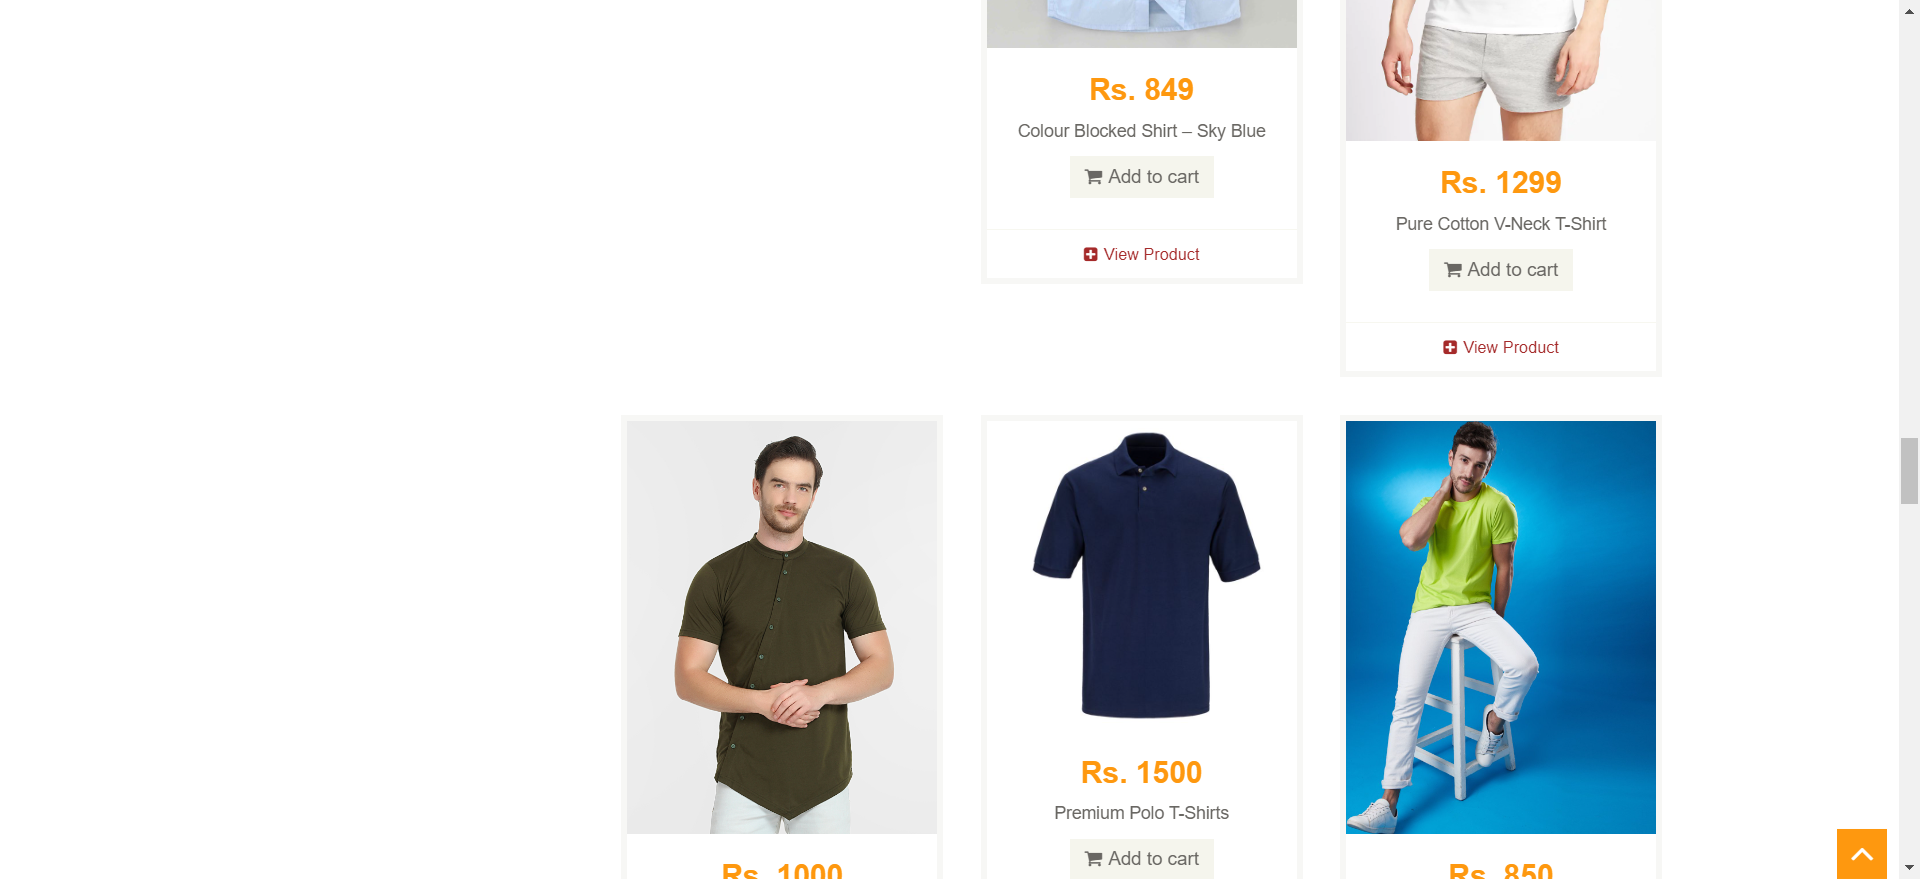 Rs. 849
Colour Blocked Shirt – Sky Blue
Add to cart
View Product
Rs. 1299
Pure Cotton V-Neck T-Shirt
Add to cart
View Product
Rs. 1000
Rs. 1500
Premium Polo T-Shirts
Add to cart
Rs. 850